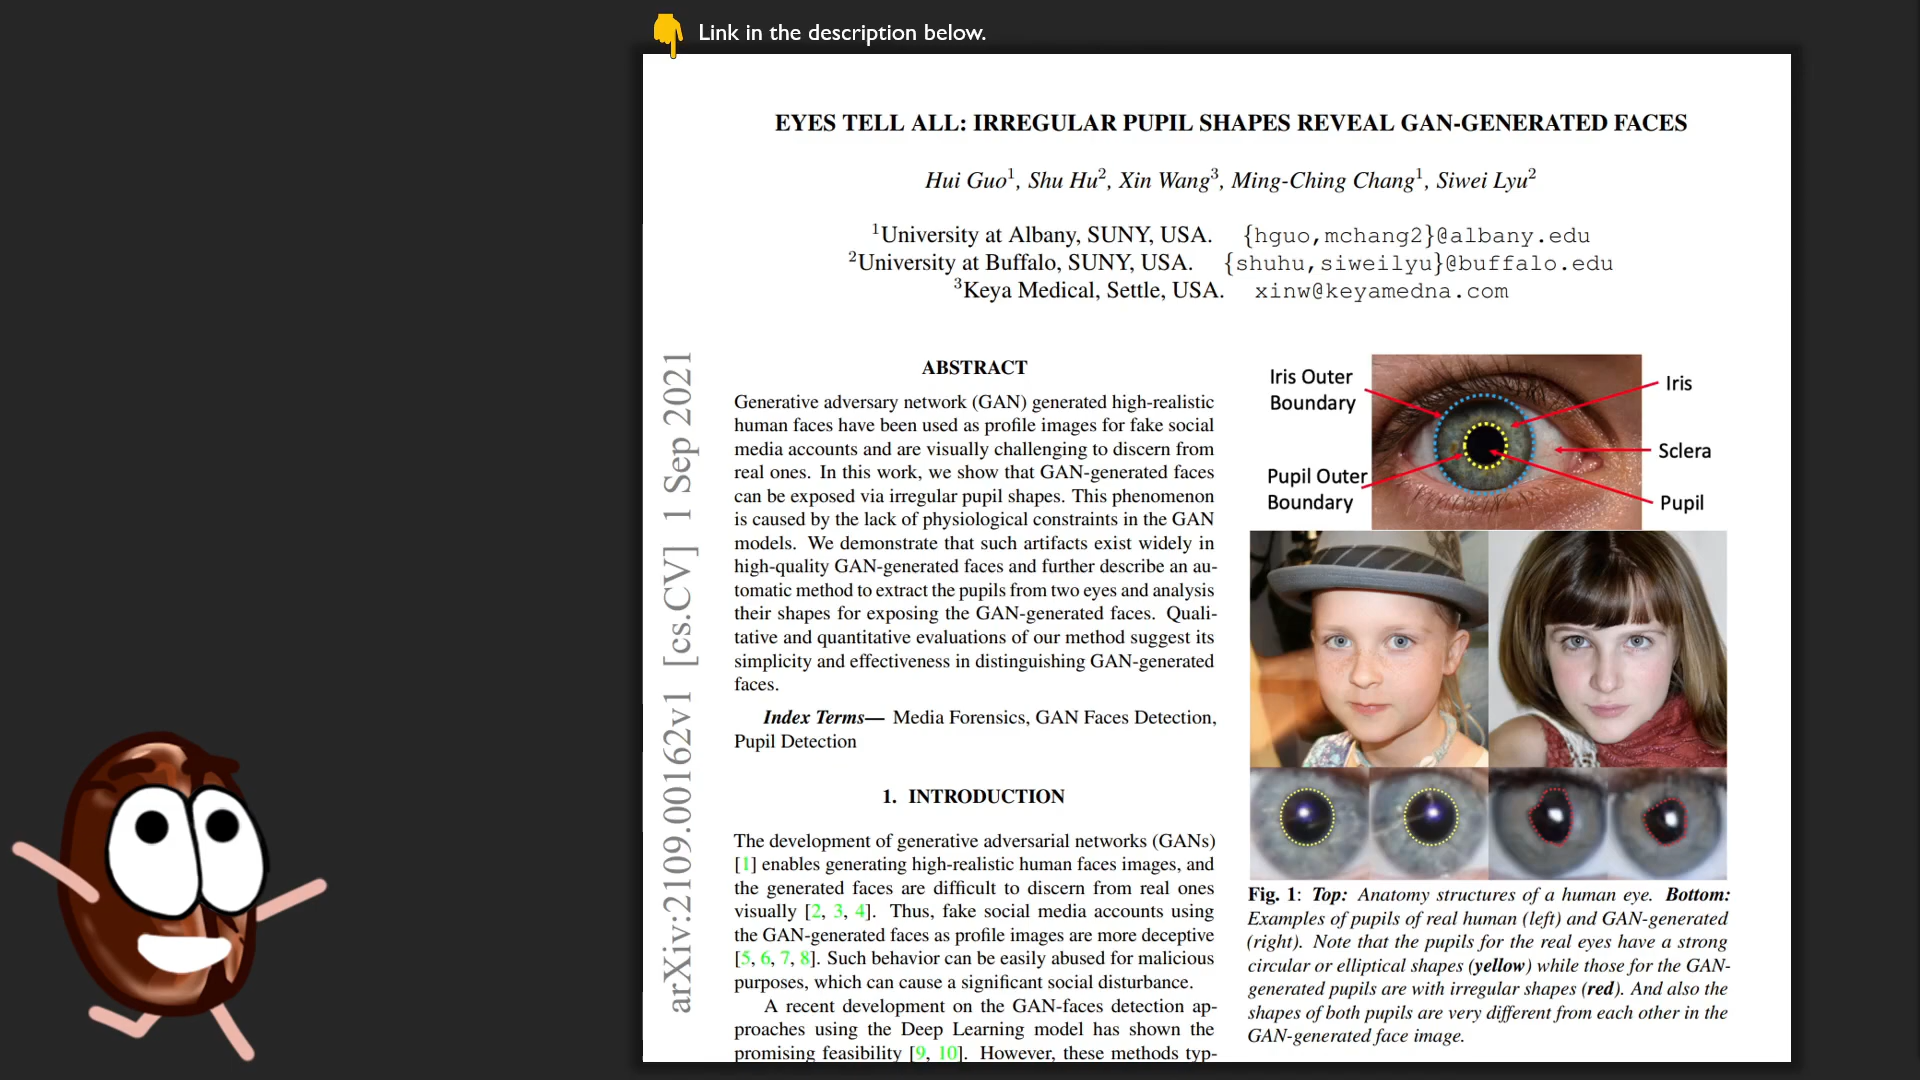 Link in the description below.
EYES TELL ALL: IRREGULAR PUPIL SHAPES REVEAL GAN-GENERATED FACES
Hui Guo1, Shu Hu2, Xin Wang3, Ming-Ching Chang1, Siwei Lyu2
1University at Albany, SUNY, USA. {hguo,mchang2}@albany.edu
2University at Buffalo, SUNY, USA. {shuhu,siweilyu}@buffalo.edu
3Keya Medical, Settle, USA. xinw@keyamedna.com
arXiv:2109.00162v1 [cs.CV] 1 Sep 2021
ABSTRACT
Generative adversary network (GAN) generated high-realistic
human faces have been used as profile images for fake social
media accounts and are visually challenging to discern from
real ones. In this work, we show that GAN-generated faces
can be exposed via irregular pupil shapes. This phenomenon
is caused by the lack of physiological constraints in the GAN
models. We demonstrate that such artifacts exist widely in
high-quality GAN-generated faces and further describe an au-
tomatic method to extract the pupils from two eyes and analysis
their shapes for exposing the GAN-generated faces. Quali-
tative and quantitative evaluations of our method suggest its
simplicity and effectiveness in distinguishing GAN-generated
faces.
Index Terms— Media Forensics, GAN Faces Detection,
Pupil Detection
1. INTRODUCTION
The development of generative adversarial networks (GANs)
[1] enables generating high-realistic human faces images, and
the generated faces are difficult to discern from real ones
visually [2, 3, 4]. Thus, fake social media accounts using
the GAN-generated faces as profile images are more deceptive
[5, 6, 7, 8]. Such behavior can be easily abused for malicious
purposes, which can cause a significant social disturbance.
A recent development on the GAN-faces detection ap-
proaches using the Deep Learning model has shown the
promising feasibility [9, 10]. However, these methods typ-
Iris Outer
Boundary
Iris
Sclera
Pupil Outer
Boundary
Pupil
Fig. 1: Top: Anatomy structures of a human eye. Bottom:
Examples of pupils of real human (left) and GAN-generated
(right). Note that the pupils for the real eyes have a strong
circular or elliptical shapes (yellow) while those for the GAN-
generated pupils are with irregular shapes (red). And also the
shapes of both pupils are very different from each other in the
GAN-generated face image.